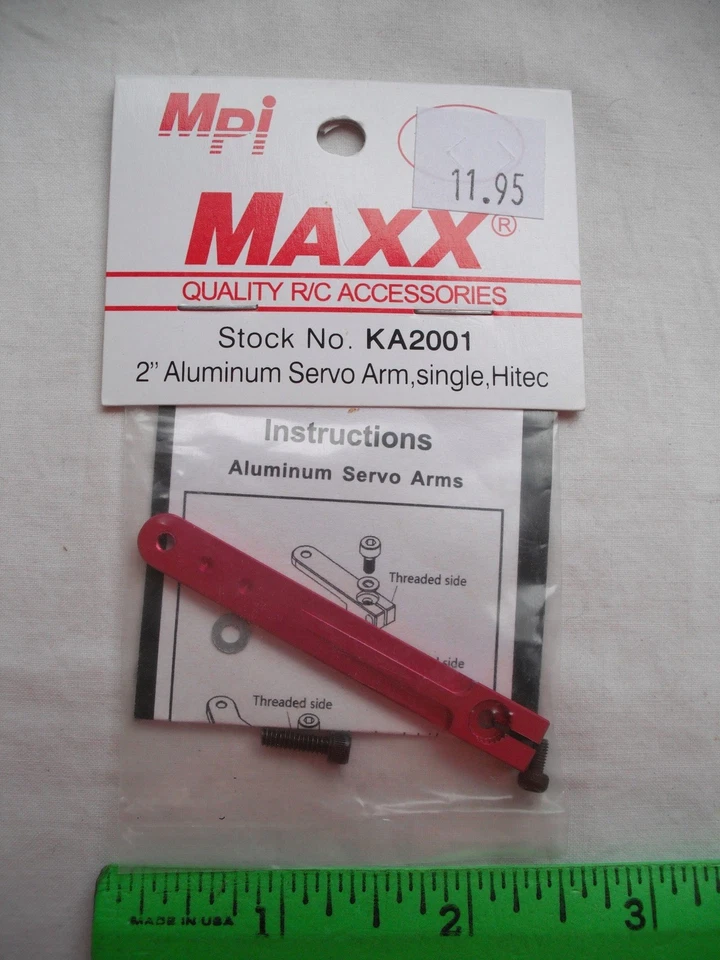 Mpi
11.95
MAXX®
QUALITY R/C ACCESSORIES
Stock No. KA2001
2" Aluminum Servo Arm,single,Hitec
Instructions
Aluminum Servo Arms
Threaded side
side
Threaded side
MADE IN USA
1 2 3